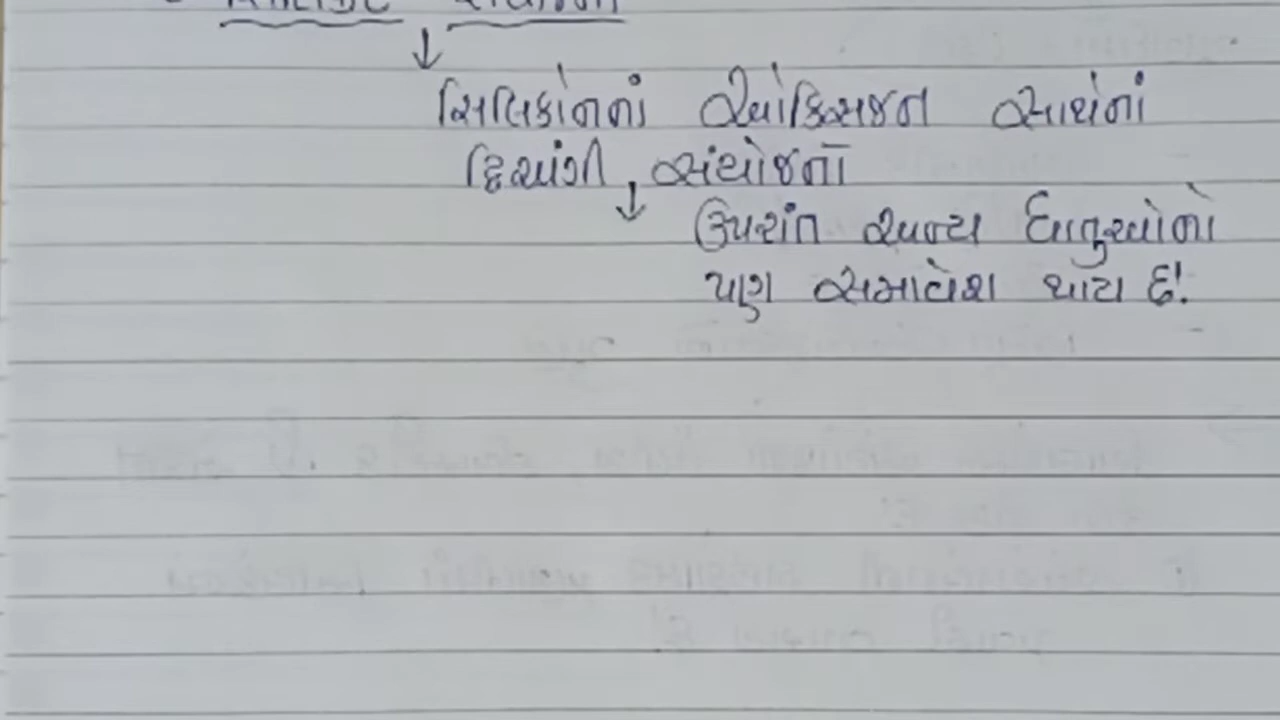 સિલિકોનનાં ઓક્સિજન સાથેનાં
દ્વિઅંગી સંયોજનો
ઉપરાંત અન્ય ધાતુઓનો
પણ સમાવેશ થાય છે.